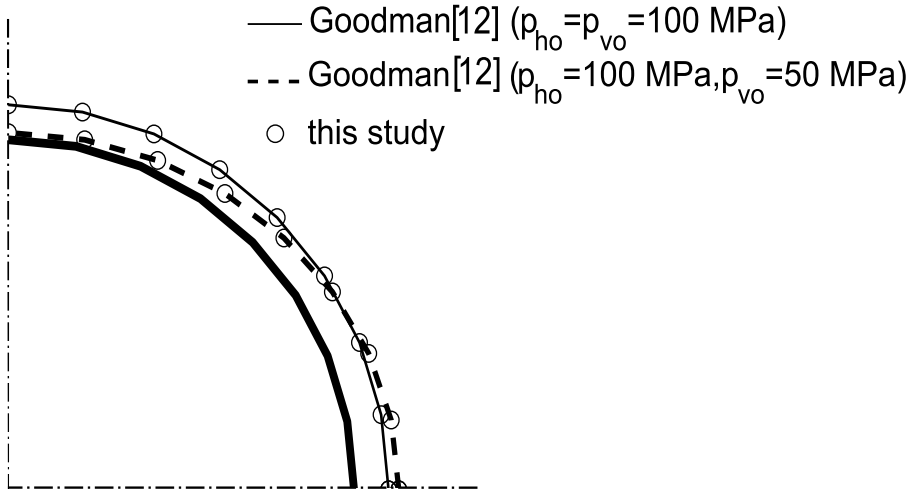 Goodman[12] (pho=pvo=100 MPa)
Goodman[12] (pho=100 MPa,pvo=50 MPa)
this study